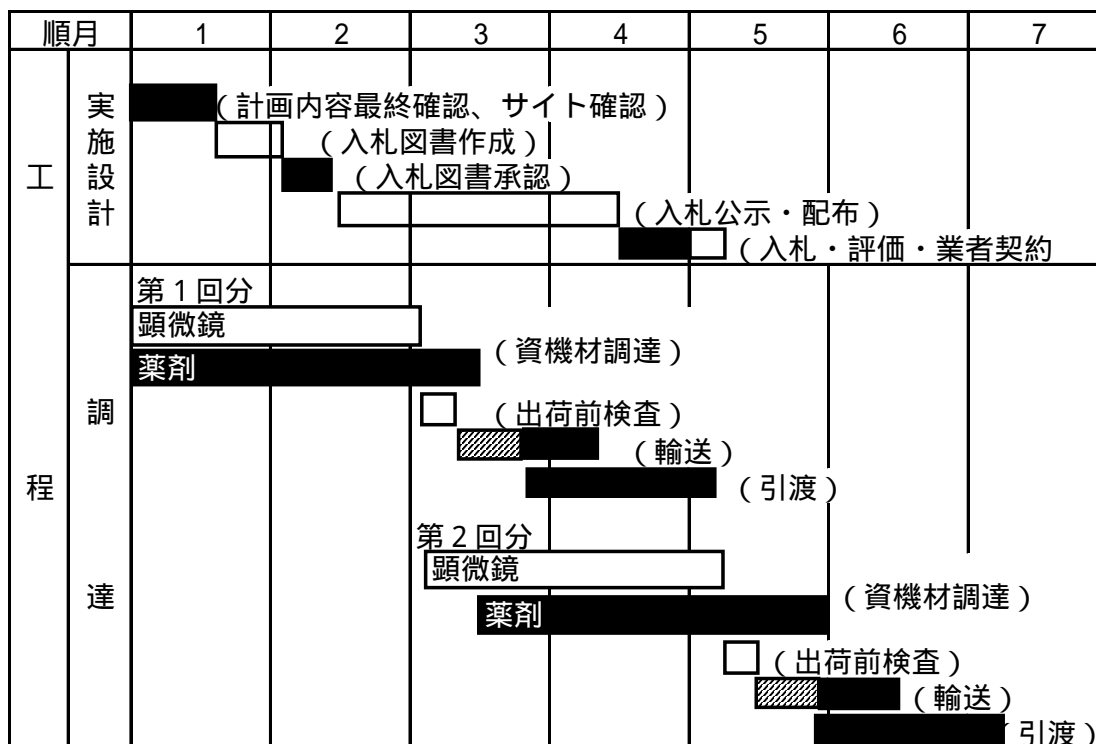 順月 1 2 3 4 5 6 7
工程
実施設計
（計画内容最終確認、サイト確認）
（入札図書作成）
（入札図書承認）
（入札公示・配布）
（入札・評価・業者契約
調達
第1回分
顕微鏡
薬剤
（資機材調達）
（出荷前検査）
（輸送）
（引渡）
第2回分
顕微鏡
薬剤
（資機材調達）
（出荷前検査）
（輸送）
（引渡）